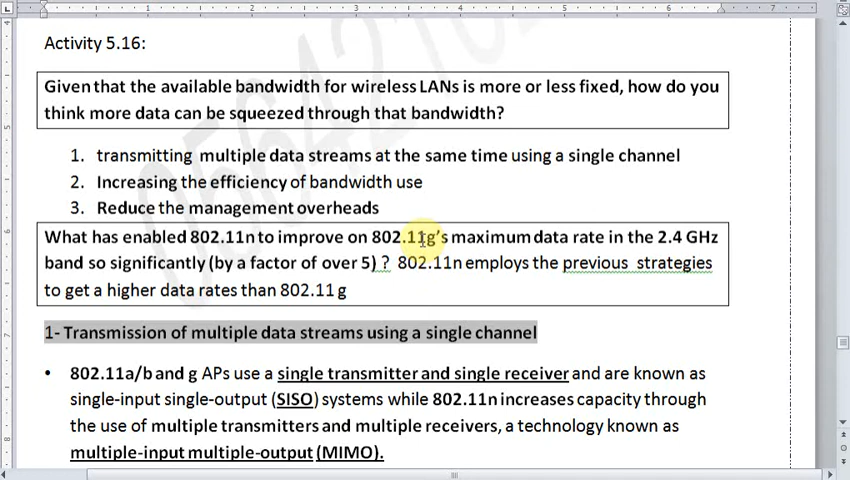 Activity 5.16:
Given that the available bandwidth for wireless LANs is more or less fixed, how do you
think more data can be squeezed through that bandwidth?
1. transmitting multiple data streams at the same time using a single channel
2. Increasing the efficiency of bandwidth use
3. Reduce the management overheads
What has enabled 802.11n to improve on 802.11g's maximum data rate in the 2.4 GHz
band so significantly (by a factor of over 5) ? 802.11n employs the previous strategies
to get a higher data rates than 802.11 g
1- Transmission of multiple data streams using a single channel
• 802.11a/b and g APs use a single transmitter and single receiver and are known as
single-input single-output (SISO) systems while 802.11n increases capacity through
the use of multiple transmitters and multiple receivers, a technology known as
multiple-input multiple-output (MIMO).